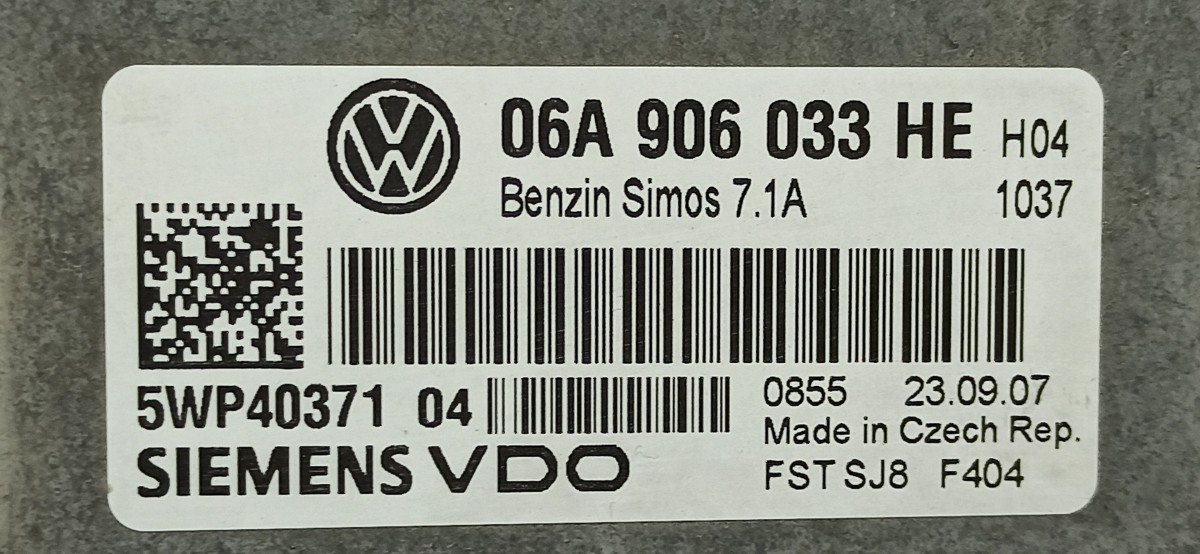 06A 906 033 HE H04
Benzin Simos 7.1A 1037
5WP40371 04 0855 23.09.07
Made in Czech Rep.
SIEMENS VDO FST SJ8 F404